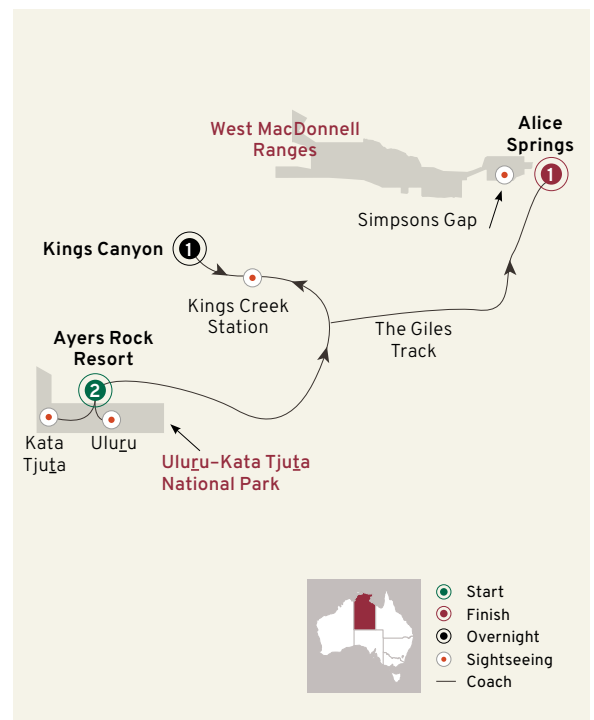 West MacDonnell
Ranges
Alice
Springs
1
Simpsons Gap
Kings Canyon
1
Kings Creek
Station
The Giles
Track
Ayers Rock
Resort
2
Kata
Tjuṯa
Uluṟu
Uluṟu–Kata Tjuṯa
National Park
Start
Finish
Overnight
Sightseeing
Coach